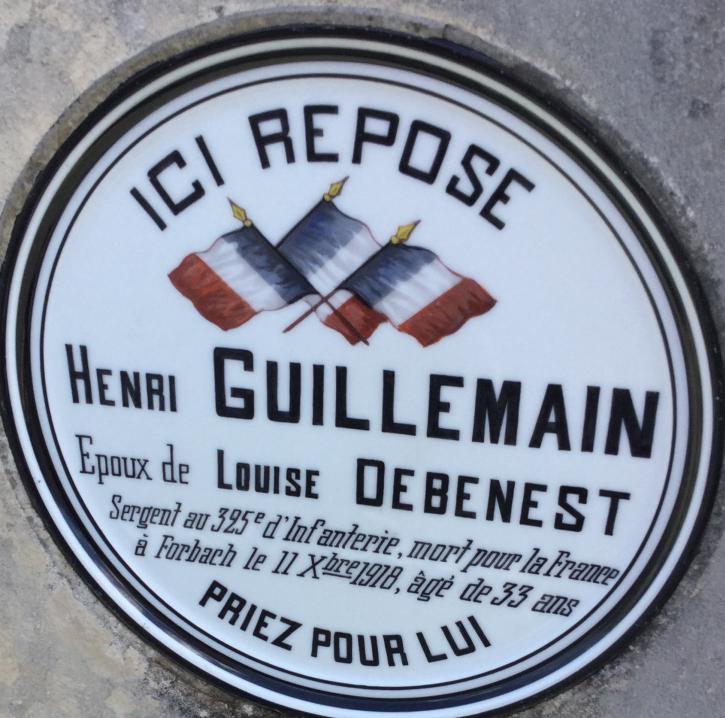 ICI REPOSE
HENRI GUILLEMAIN
Epoux de LOUISE DEBENEST
Sergent au 325e d'Infanterie, mort pour la France
à Forbach le 11 Xbre 1918, âgé de 33 ans
PRIEZ POUR LUI